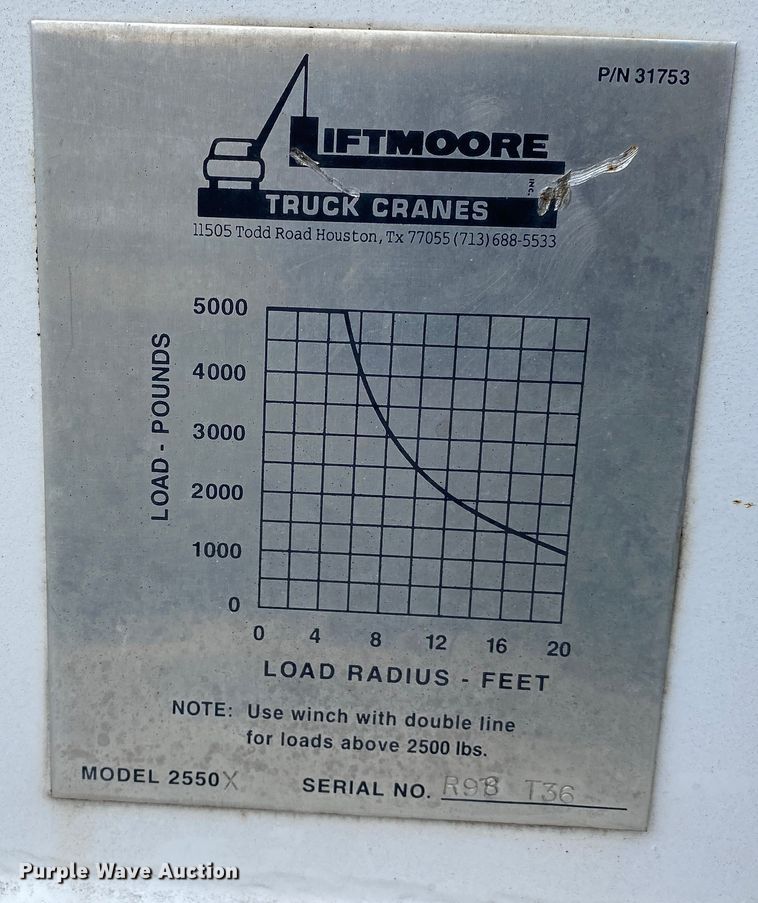 P/N 31753
LIFTMOORE
INC.
TRUCK CRANES
11505 Todd Road Houston, Tx 77055 (713) 688-5533
5000
4000
3000
2000
1000
0
LOAD - POUNDS
0 4 8 12 16 20
LOAD RADIUS - FEET
NOTE: Use winch with double line
for loads above 2500 lbs.
MODEL 2550X SERIAL NO. R98 T36
Purple Wave Auction